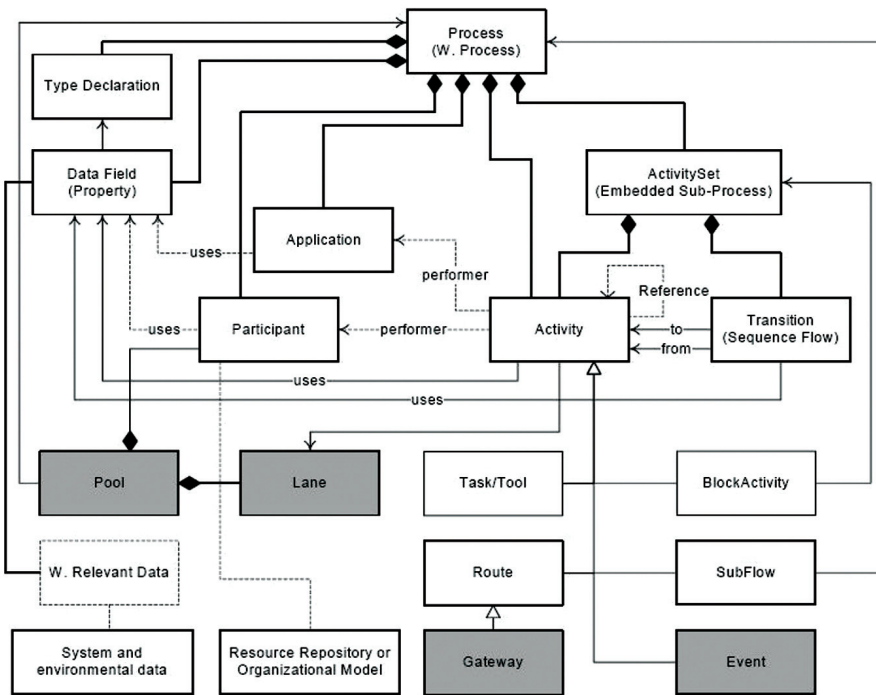 Process
(W. Process)
Type Declaration
Data Field
(Property)
ActivitySet
(Embedded Sub-Process)
Application
uses
performer
Reference
Participant
uses
performer
Activity
to
from
Transition
(Sequence Flow)
uses
uses
Pool
Lane
Task/Tool
BlockActivity
W. Relevant Data
Route
SubFlow
System and
environmental data
Resource Repository or
Organizational Model
Gateway
Event